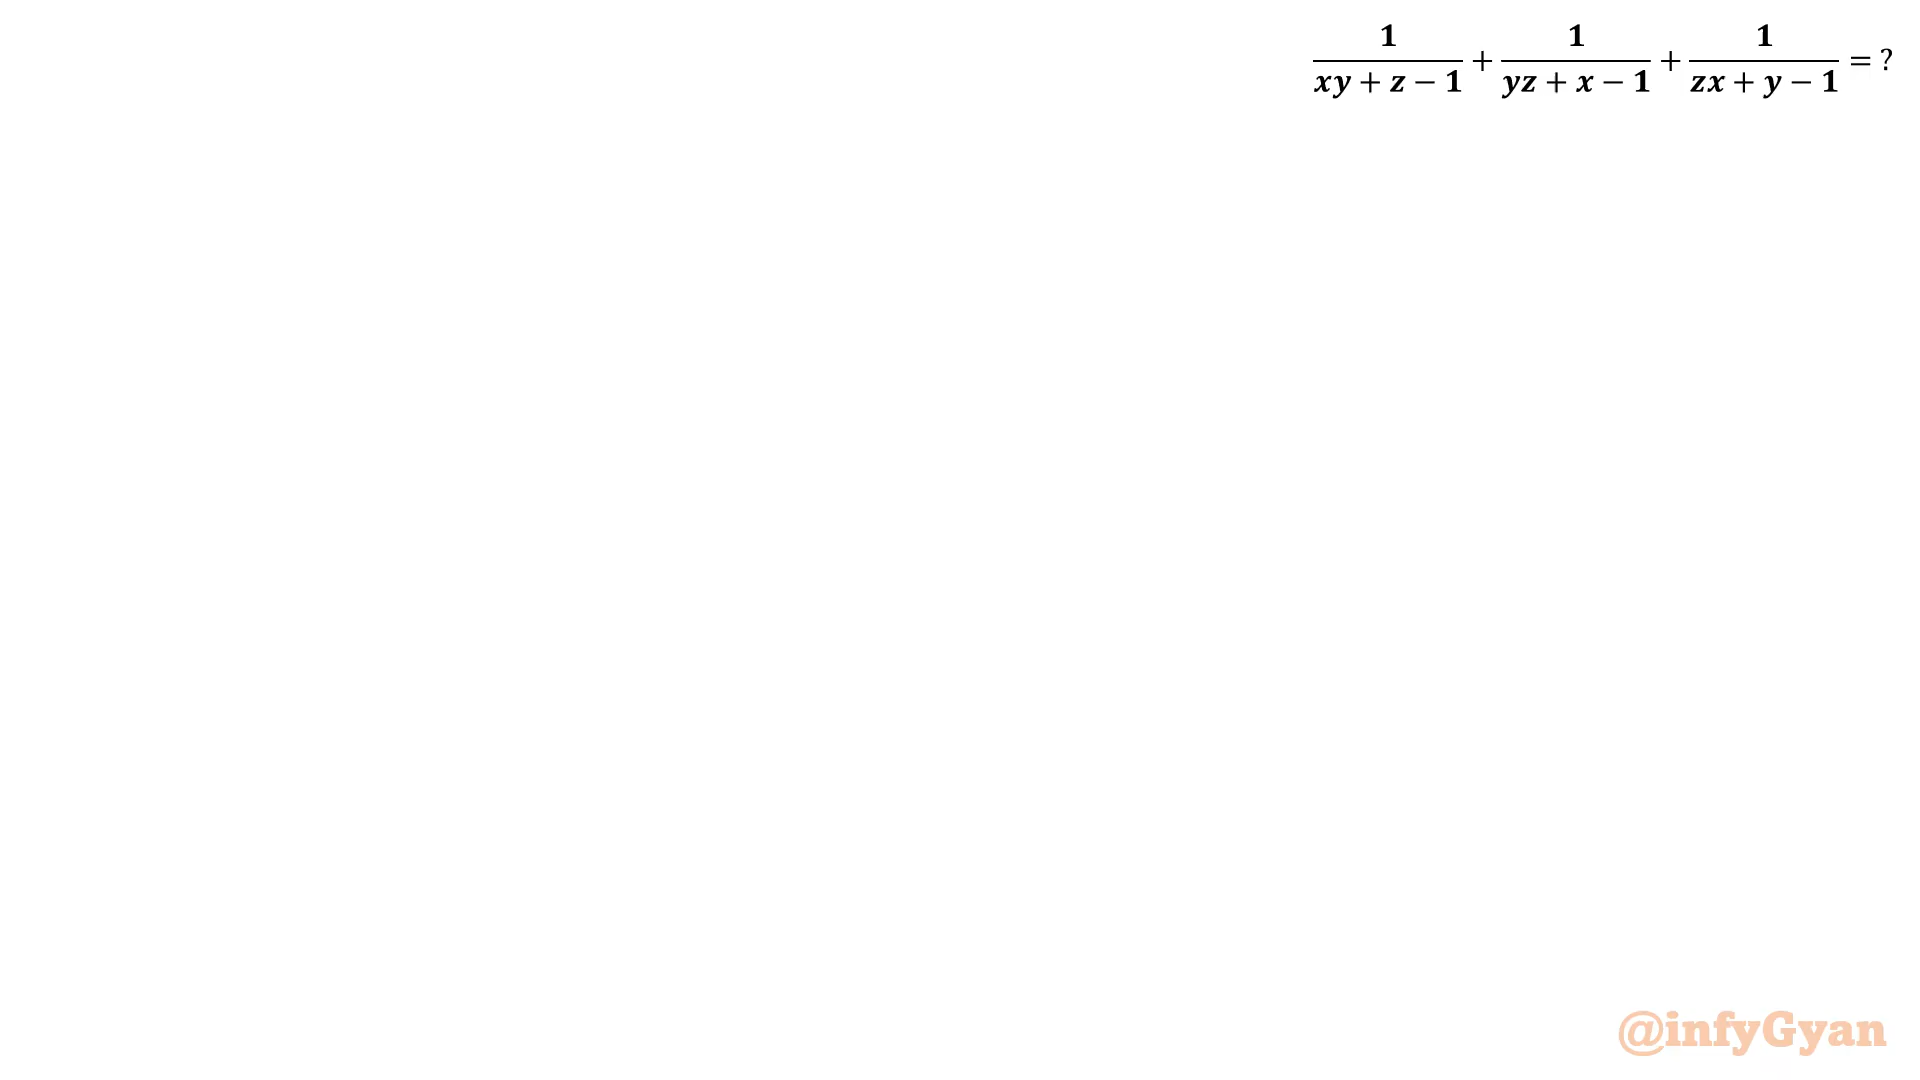 1/(xy + z − 1) + 1/(yz + x − 1) + 1/(zx + y − 1) = ?
@infyGyan